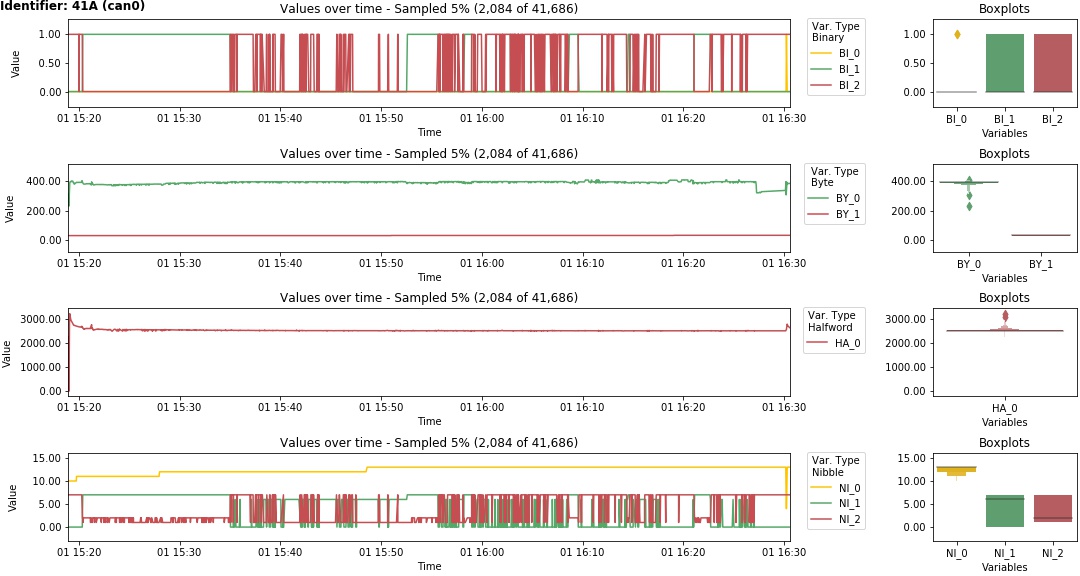 Identifier: 41A (can0)
Values over time - Sampled 5% (2,084 of 41,686)
Boxplots
Value
1.00
0.50
0.00
01 15:20 01 15:30 01 15:40 01 15:50 01 16:00 01 16:10 01 16:20 01 16:30
Time
Var. Type
Binary
BI_0
BI_1
BI_2
1.00
0.50
0.00
BI_0 BI_1 BI_2
Variables
Values over time - Sampled 5% (2,084 of 41,686)
Boxplots
Value
400.00
200.00
0.00
01 15:20 01 15:30 01 15:40 01 15:50 01 16:00 01 16:10 01 16:20 01 16:30
Time
Var. Type
Byte
BY_0
BY_1
400.00
200.00
0.00
BY_0 BY_1
Variables
Values over time - Sampled 5% (2,084 of 41,686)
Boxplots
Value
3000.00
2000.00
1000.00
0.00
01 15:20 01 15:30 01 15:40 01 15:50 01 16:00 01 16:10 01 16:20 01 16:30
Time
Var. Type
Halfword
HA_0
3000.00
2000.00
1000.00
0.00
HA_0
Variables
Values over time - Sampled 5% (2,084 of 41,686)
Boxplots
Value
15.00
10.00
5.00
0.00
01 15:20 01 15:30 01 15:40 01 15:50 01 16:00 01 16:10 01 16:20 01 16:30
Time
Var. Type
Nibble
NI_0
NI_1
NI_2
15.00
10.00
5.00
0.00
NI_0 NI_1 NI_2
Variables